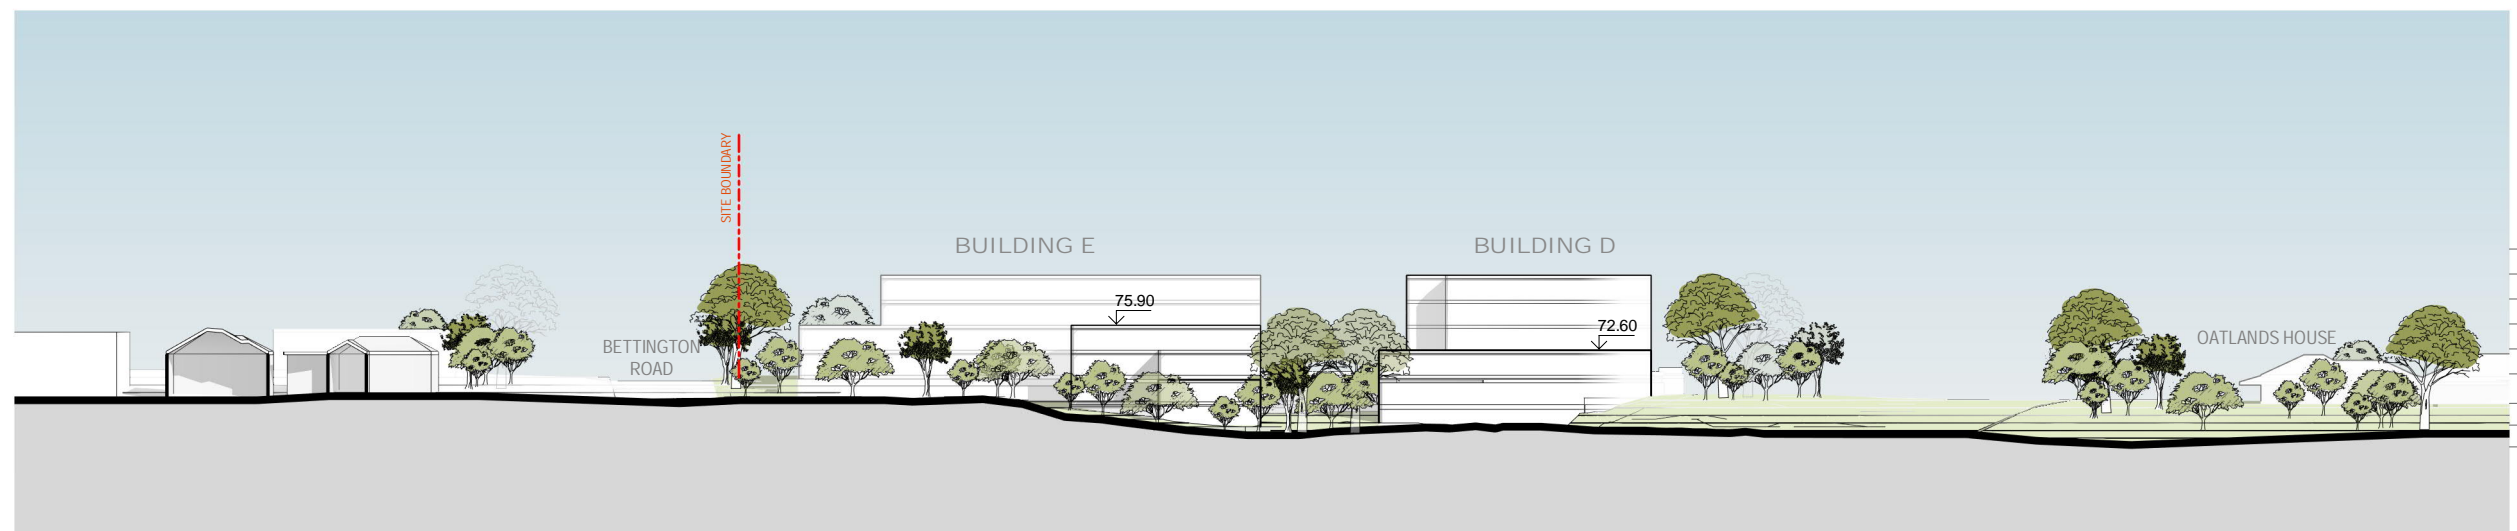 SITE BOUNDARY
BUILDING E
BUILDING D
75.90
72.60
BETTINGTON
ROAD
OATLANDS HOUSE